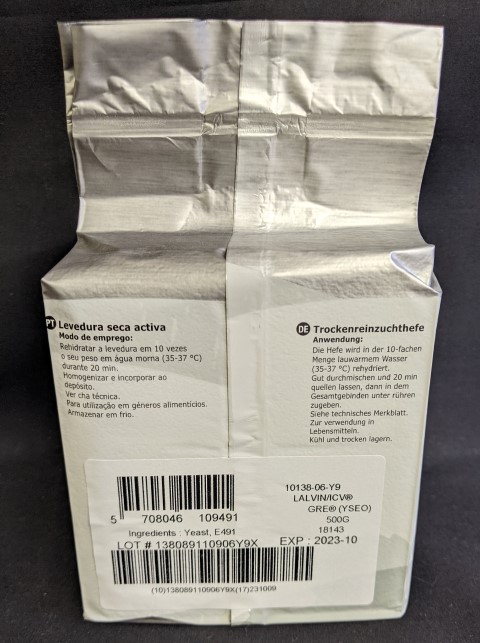 PT Levedura seca activa
Modo de emprego:
Rehidratar a levedura em 10 vezes
o seu peso em água morna (35-37 °C)
durante 20 min.
Homogenizar e incorporar ao
depósito.
Ver cha técnica.
Para utilização em géneros alimentícios.
Armazenar em frio.
DE Trockenreinzuchthefe
Anwendung:
Die Hefe wird in der 10-fachen
Menge lauwarmem Wasser
(35-37 °C) rehydriert.
Gut durchmischen und 20 min
quellen lassen, dann in dem
Gesamtgebinden unter rühren
zugeben.
Siehe technisches Merkblatt.
Zur verwendung in
Lebensmitteln.
Kühl und trocken lagern.
5 708046 109491
Ingredients : Yeast, E491
LOT # 138089110906Y9X
(10)138089110906Y9X(17)231009
10138-06-Y9
LALVIN/ICV®
GRE® (YSEO)
500G
18143
EXP : 2023-10